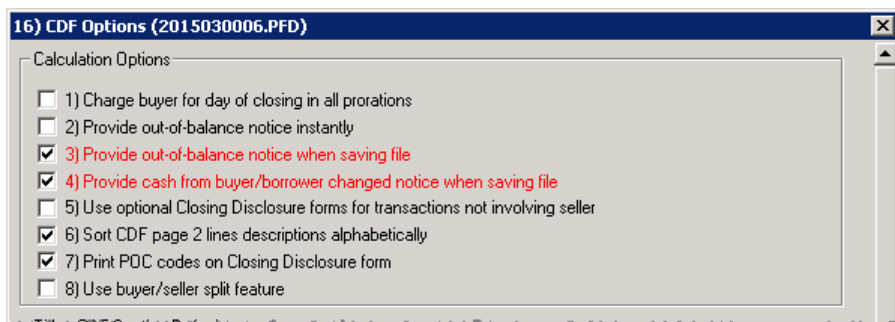 16) CDF Options (2015030006.PFD)
Calculation Options
1) Charge buyer for day of closing in all prorations
2) Provide out-of-balance notice instantly
3) Provide out-of-balance notice when saving file
4) Provide cash from buyer/borrower changed notice when saving file
5) Use optional Closing Disclosure forms for transactions not involving seller
6) Sort CDF page 2 lines descriptions alphabetically
7) Print POC codes on Closing Disclosure form
8) Use buyer/seller split feature